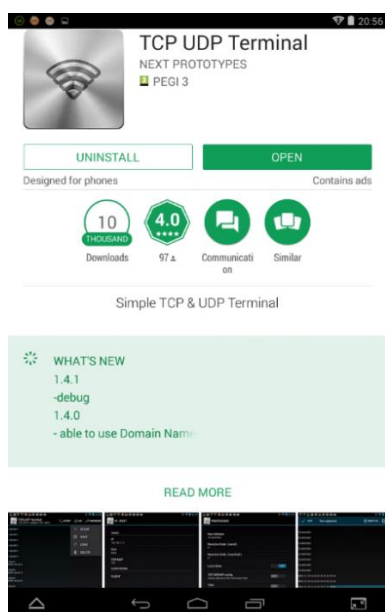 20:56
TCP UDP Terminal
NEXT PROTOTYPES
PEGI 3
UNINSTALL
OPEN
Designed for phones
Contains ads
10
THOUSAND
Downloads
4.0
97
Communicati
on
Similar
Simple TCP & UDP Terminal
WHAT'S NEW
1.4.1
-debug
1.4.0
- able to use Domain Name
READ MORE